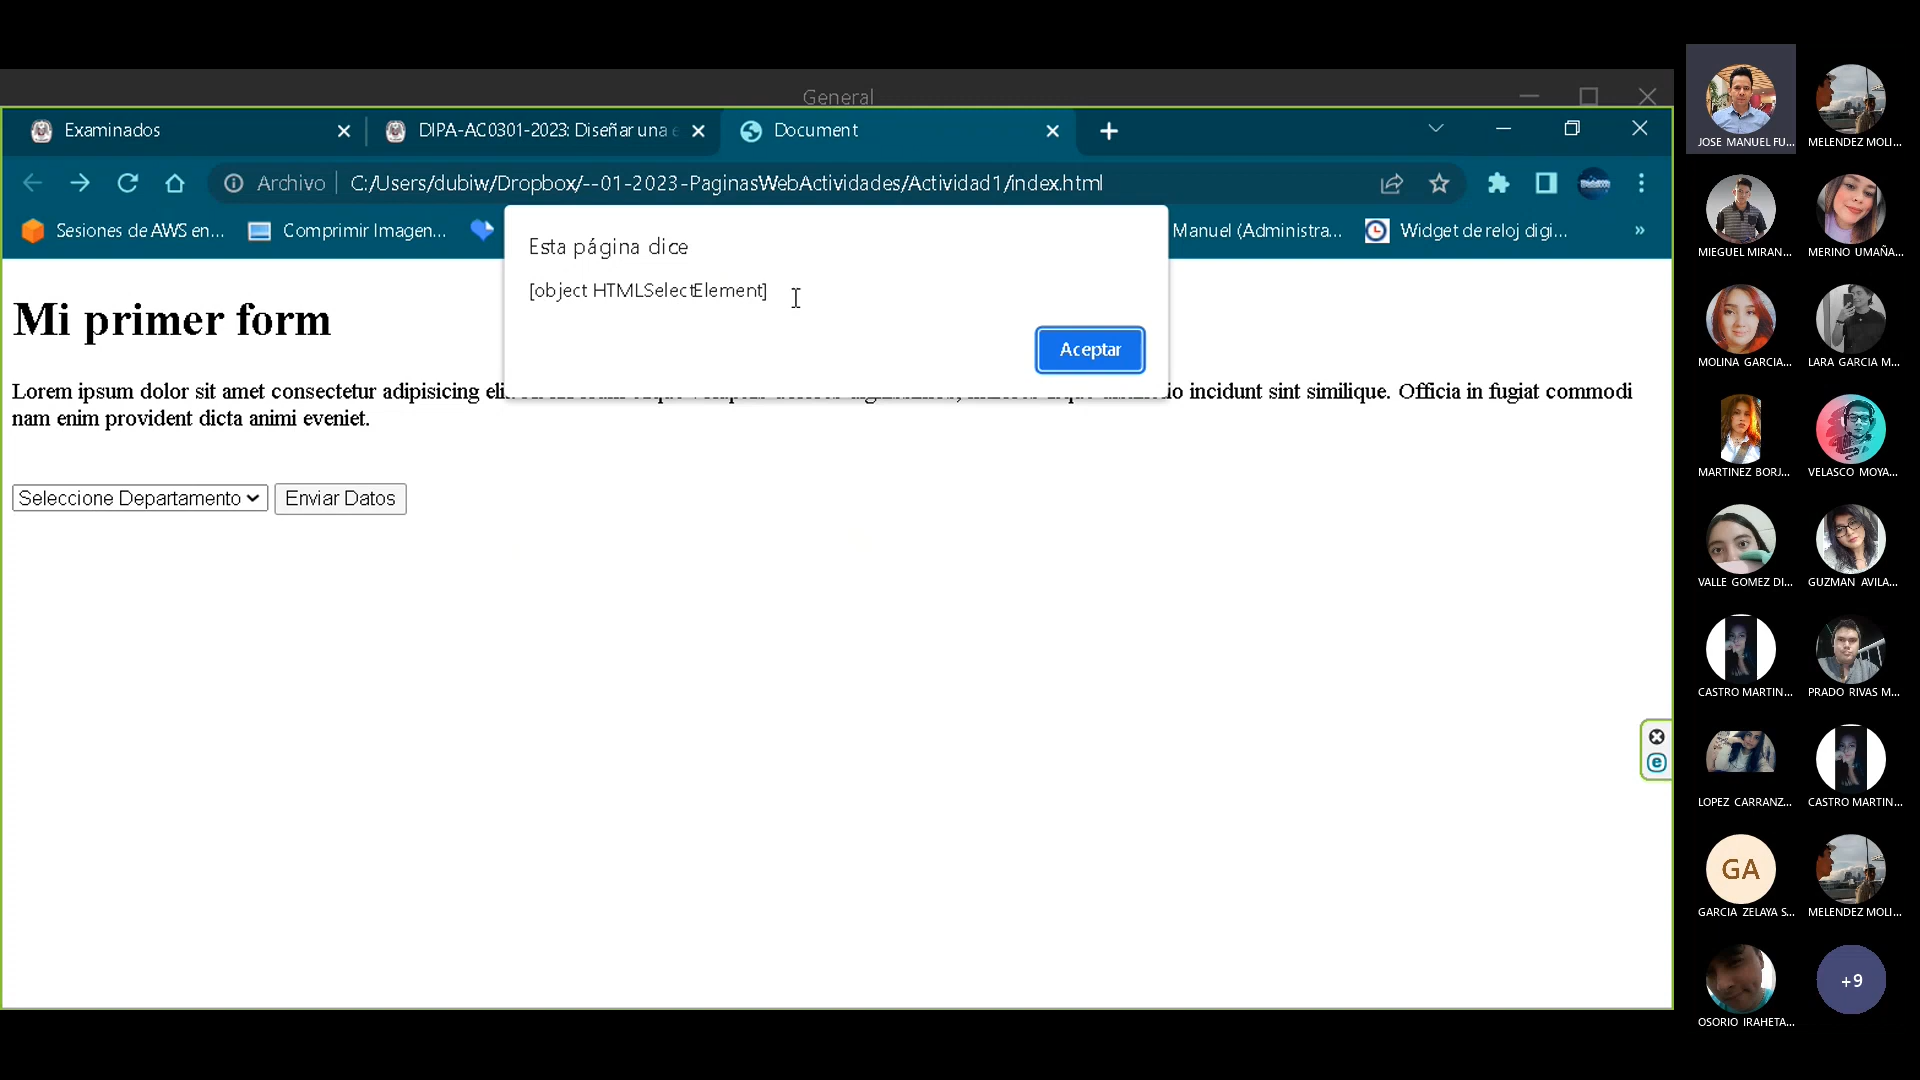 General
Examinados
DIPA-AC0301-2023: Diseñar una e
Document
Archivo
C:/Users/dubiw/Dropbox/--01-2023-PaginasWebActividades/Actividad1/index.html
Sesiones de AWS en...
Comprimir Imagen...
Manuel (Administra...
Widget de reloj digi...
»
Esta página dice
[object HTMLSelectElement]
Aceptar
Mi primer form
Lorem ipsum dolor sit amet consectetur adipisicing eli
io incidunt sint similique. Officia in fugiat commodi
nam enim provident dicta animi eveniet.
Seleccione Departamento
Enviar Datos
JOSE MANUEL FU...
MELENDEZ MOLI...
MIEGUEL MIRAN...
MERINO UMAÑA...
MOLINA GARCIA...
LARA GARCIA M...
MARTINEZ BORJ...
VELASCO MOYA...
VALLE GOMEZ DI...
GUZMAN AVILA...
CASTRO MARTIN...
PRADO RIVAS M...
LOPEZ CARRANZ...
CASTRO MARTIN...
GA
GARCIA ZELAYA S...
MELENDEZ MOLI...
OSORIO IRAHETA...
+9